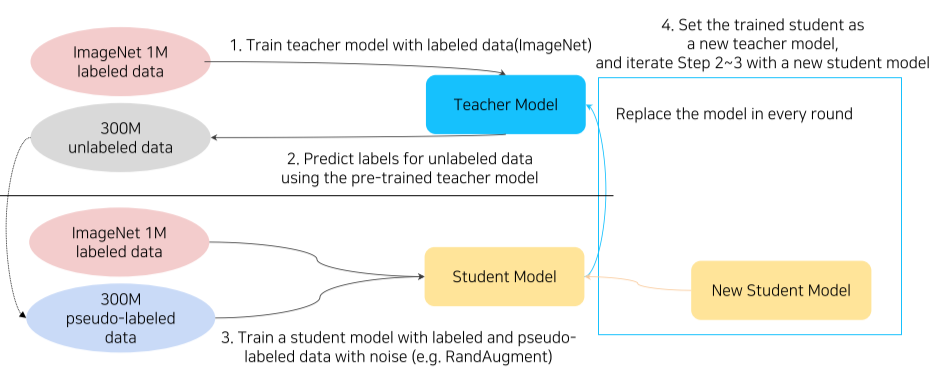 ImageNet 1M
labeled data
1. Train teacher model with labeled data(ImageNet)
4. Set the trained student as
a new teacher model,
and iterate Step 2~3 with a new student model
Teacher Model
Replace the model in every round
300M
unlabeled data
2. Predict labels for unlabeled data
using the pre-trained teacher model
ImageNet 1M
labeled data
Student Model
New Student Model
300M
pseudo-labeled
data
3. Train a student model with labeled and pseudo-
labeled data with noise (e.g. RandAugment)